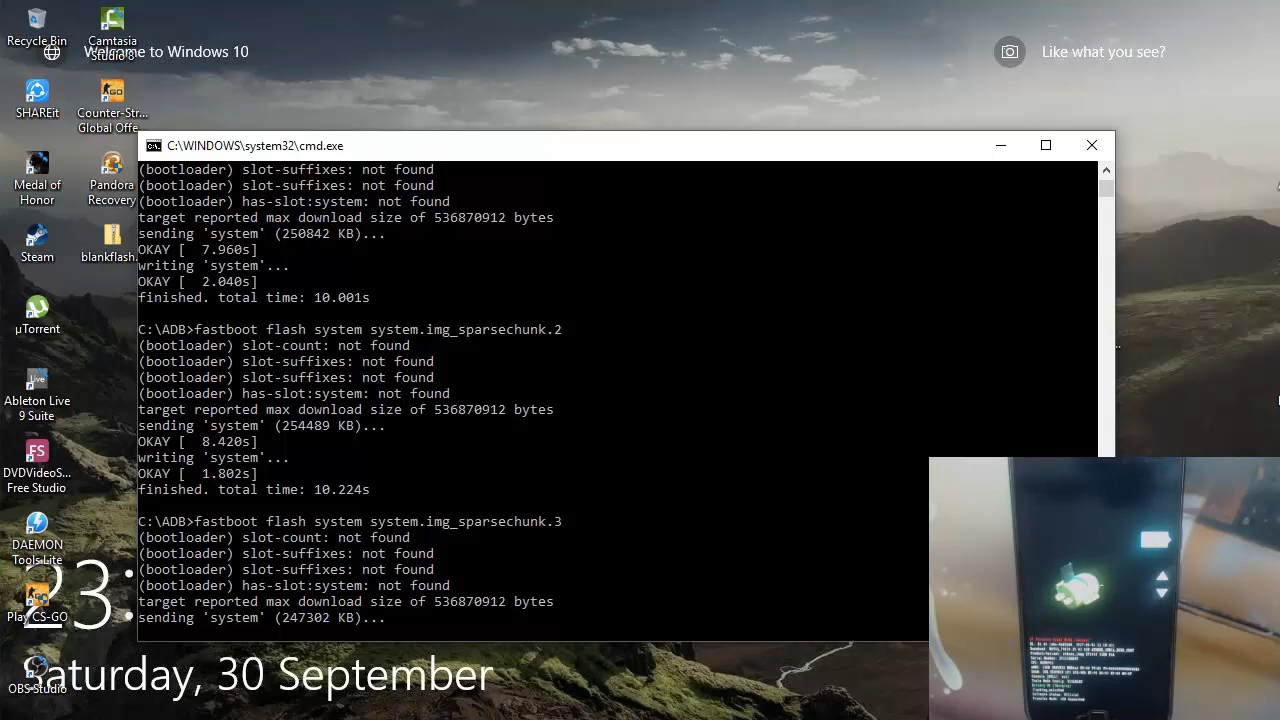 Recycle Bin
Camtasia
Studio 8
Welcome to Windows 10
Like what you see?
SHAREit
Counter-Str...
Global Offe...
Medal of
Honor
Pandora
Recovery
Steam
blankflash.
µTorrent
Live
Ableton Live
9 Suite
FS
DVDVideoS...
Free Studio
DAEMON
Tools Lite
Play CS-GO
OBS Studio
23:
Saturday, 30 September
C:\WINDOWS\system32\cmd.exe
(bootloader) slot-suffixes: not found
(bootloader) slot-suffixes: not found
(bootloader) has-slot:system: not found
target reported max download size of 536870912 bytes
sending 'system' (250842 KB)...
OKAY [  7.960s]
writing 'system'...
OKAY [  2.040s]
finished. total time: 10.001s
C:\ADB>fastboot flash system system.img_sparsechunk.2
(bootloader) slot-count: not found
(bootloader) slot-suffixes: not found
(bootloader) slot-suffixes: not found
(bootloader) has-slot:system: not found
target reported max download size of 536870912 bytes
sending 'system' (254489 KB)...
OKAY [  8.420s]
writing 'system'...
OKAY [  1.802s]
finished. total time: 10.224s
C:\ADB>fastboot flash system system.img_sparsechunk.3
(bootloader) slot-count: not found
(bootloader) slot-suffixes: not found
(bootloader) slot-suffixes: not found
(bootloader) has-slot:system: not found
target reported max download size of 536870912 bytes
sending 'system' (247302 KB)...